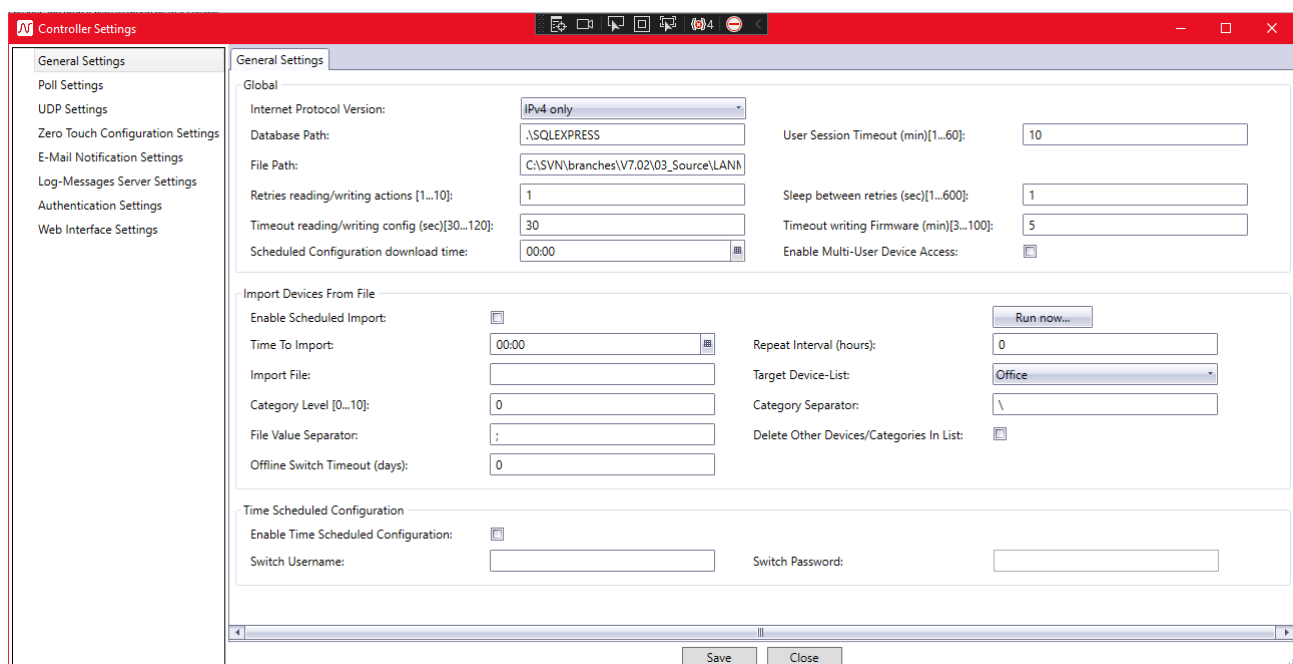 Controller Settings
4
General Settings
Poll Settings
UDP Settings
Zero Touch Configuration Settings
E-Mail Notification Settings
Log-Messages Server Settings
Authentication Settings
Web Interface Settings
General Settings
Global
Internet Protocol Version: IPv4 only
Database Path: .\SQLEXPRESS User Session Timeout (min)[1...60]: 10
File Path: C:\SVN\branches\V7.02\03_Source\LANM
Retries reading/writing actions [1...10]: 1 Sleep between retries (sec)[1...600]: 1
Timeout reading/writing config (sec)[30...120]: 30 Timeout writing Firmware (min)[3...100]: 5
Scheduled Configuration download time: 00:00 Enable Multi-User Device Access:
Import Devices From File
Enable Scheduled Import: Run now...
Time To Import: 00:00 Repeat Interval (hours): 0
Import File: Target Device-List: Office
Category Level [0...10]: 0 Category Separator: \
File Value Separator: ; Delete Other Devices/Categories In List:
Offline Switch Timeout (days): 0
Time Scheduled Configuration
Enable Time Scheduled Configuration:
Switch Username: Switch Password:
Save Close